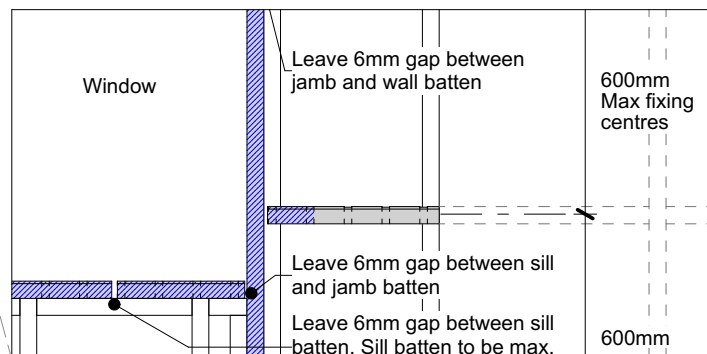 Leave 6mm gap between
jamb and wall batten
Window
600mm
Max fixing
centres
Leave 6mm gap between sill
and jamb batten
Leave 6mm gap between sill
batten. Sill batten to be max.
600mm